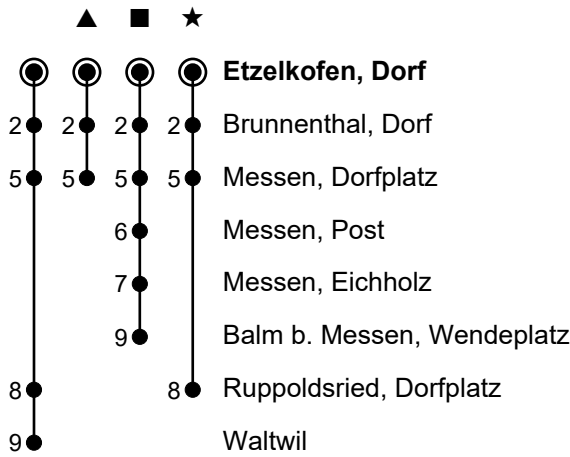 ▲ ■ ★
Etzelkofen, Dorf
2 2 2 2 Brunnenthal, Dorf
5 5 5 5 Messen, Dorfplatz
6 Messen, Post
7 Messen, Eichholz
9 Balm b. Messen, Wendeplatz
8 8 Ruppoldsried, Dorfplatz
9 Waltwil